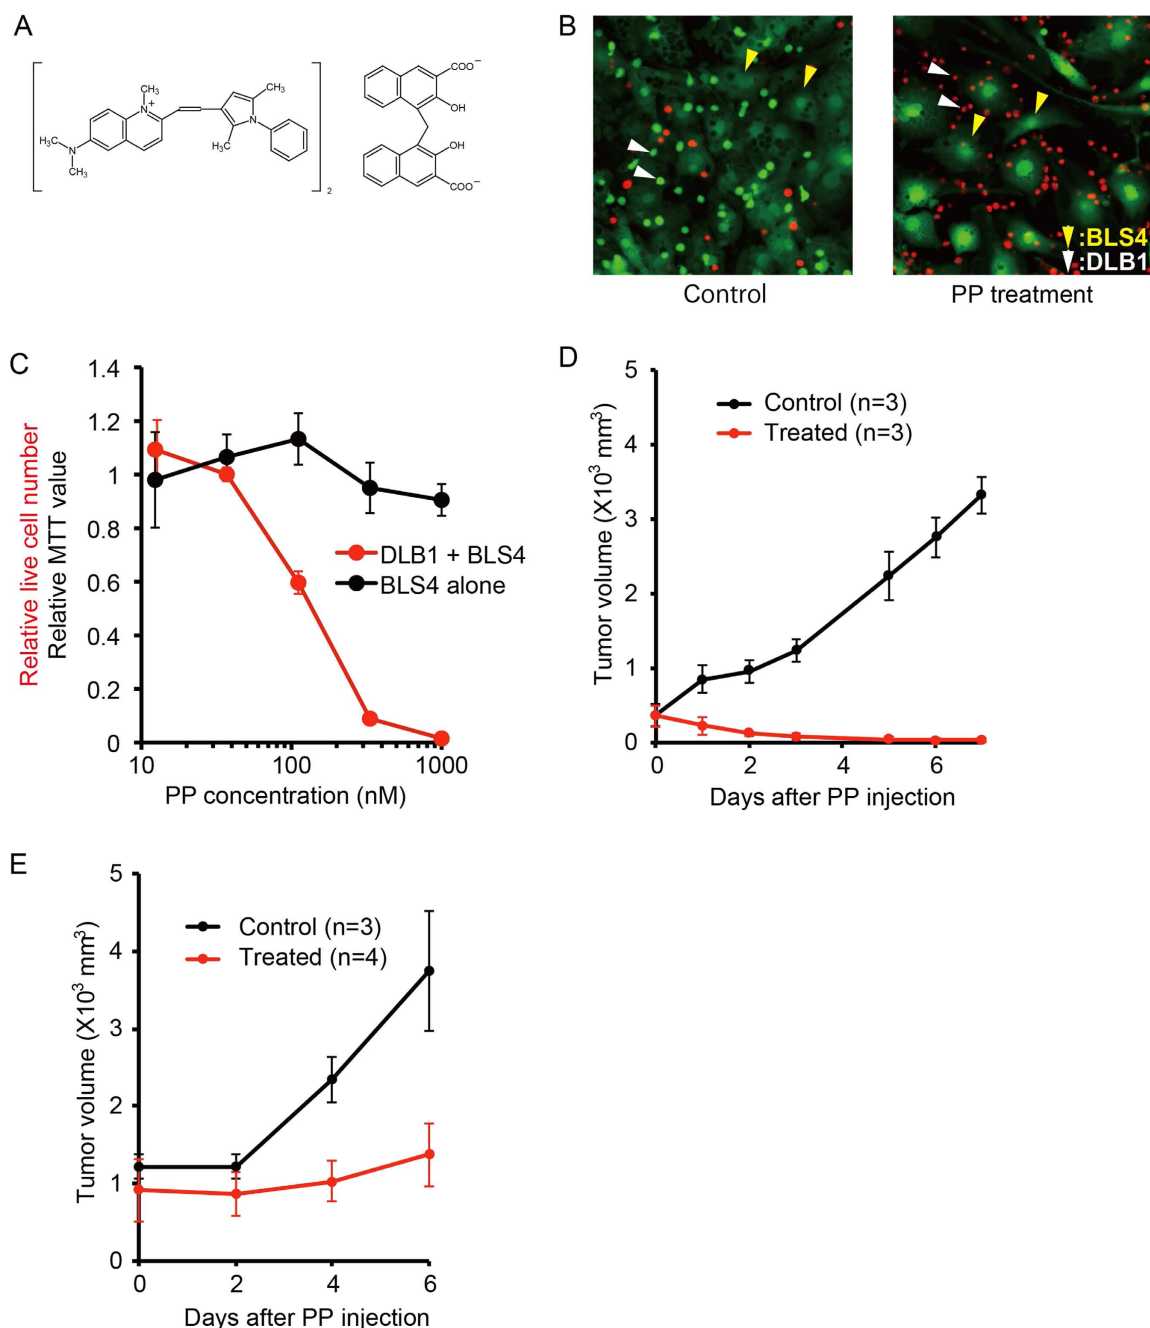 A
CH₃
N⁺
H₃C
N
CH₃
CH₃
N
H₃C
2
COO⁻
OH
OH
COO⁻
B
:BLS4
:DLB1
Control
PP treatment
C
Relative live cell number
Relative MTT value
1.4
1.2
1
0.8
0.6
0.4
0.2
0
DLB1 + BLS4
BLS4 alone
10
100
1000
PP concentration (nM)
D
Tumor volume (X10³ mm³)
5
4
3
2
1
0
Control (n=3)
Treated (n=3)
0
2
4
6
Days after PP injection
E
Tumor volume (X10³ mm³)
5
4
3
2
1
0
Control (n=3)
Treated (n=4)
0
2
4
6
Days after PP injection